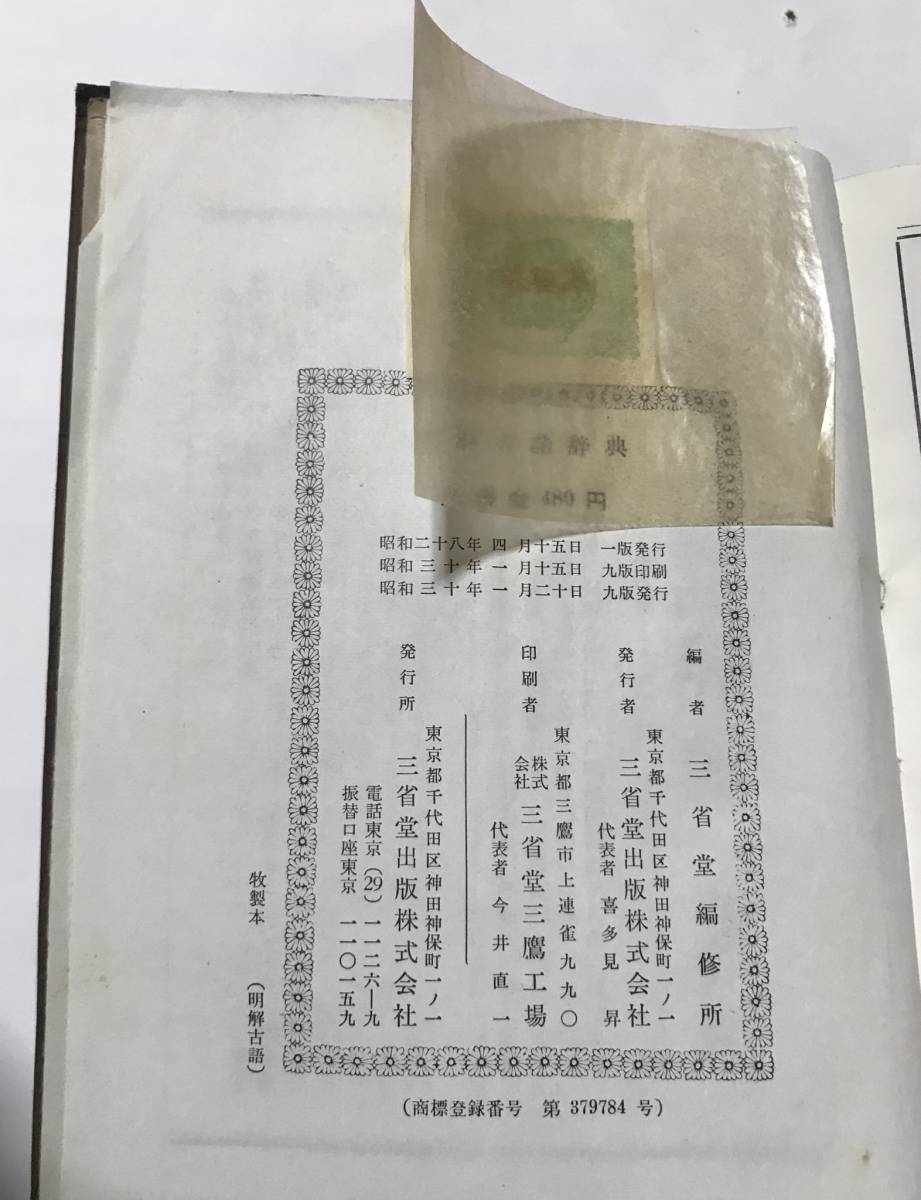 昭和二十八年 四 月十五日 一版発行
昭和三十年 一 月十五日 九版印刷
昭和三十年 一 月二十日 九版発行
編者 三省堂編修所
東京都千代田区神田神保町一ノ一
発行者 三省堂出版株式会社
代表者 喜多見 昇
東京都三鷹市上連雀九九〇
印刷者 株式会社 三省堂三鷹工場
代表者 今井直一
東京都千代田区神田神保町一ノ一
発行所 三省堂出版株式会社
電話東京(29)一一二六―九
振替口座東京 一一〇一五九
牧製本 (明解古語)
(商標登録番号 第 379784 号)